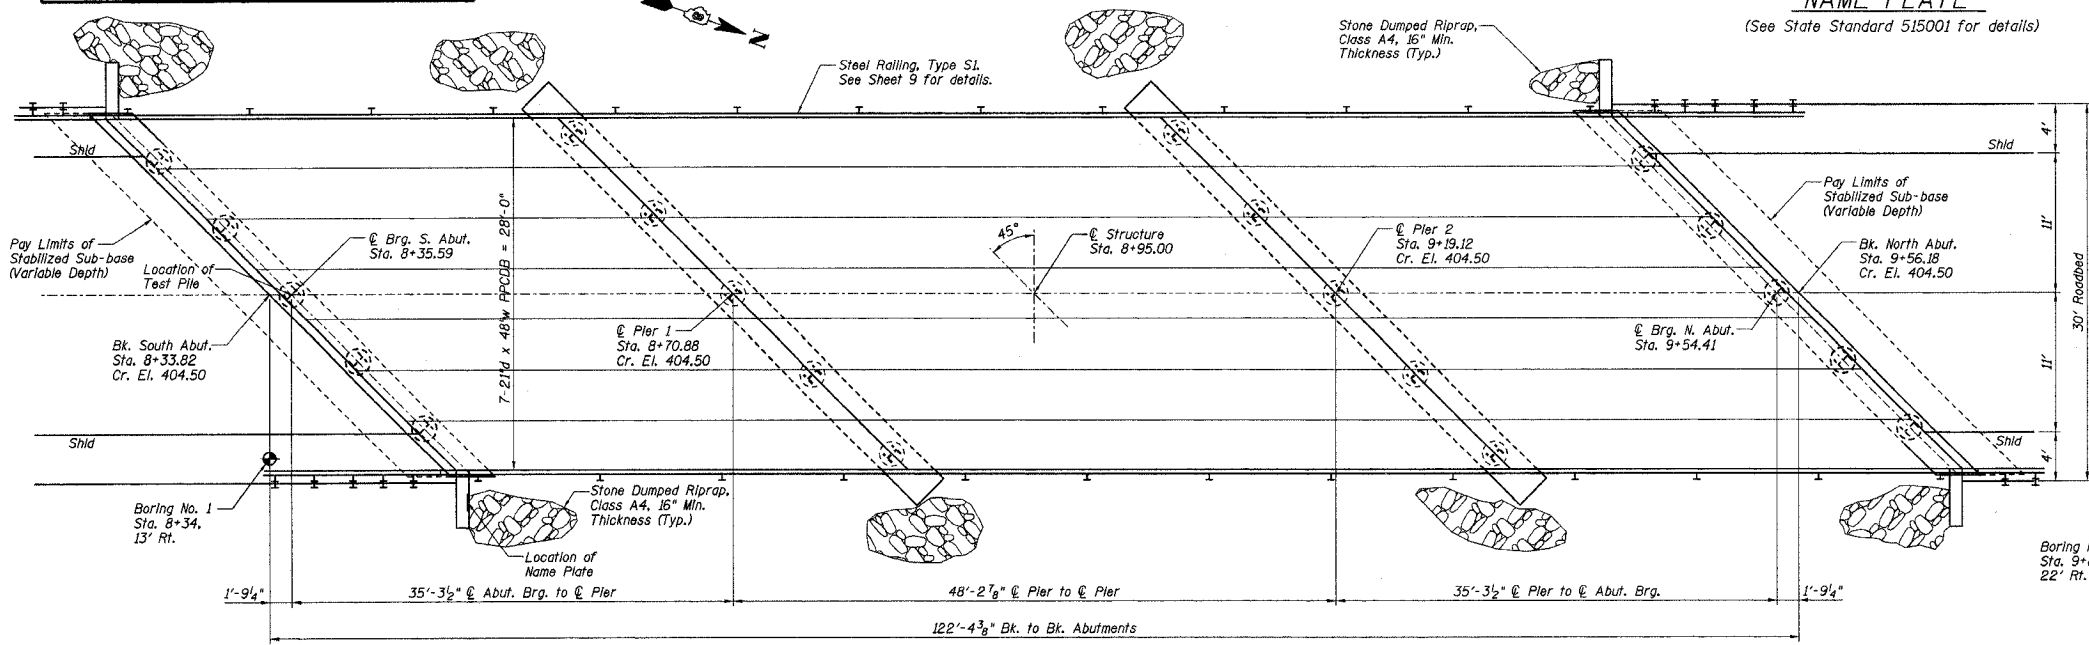 NAME PLATE
(See State Standard 515001 for details)
N
Stone Dumped Riprap,
Class A4, 16" Min.
Thickness (Typ.)
Steel Railing, Type S1.
See Sheet 9 for details.
Shld
Shld
4'
11'
11'
4'
30' Roadbed
Pay Limits of
Stabilized Sub-base
(Variable Depth)
Pay Limits of
Stabilized Sub-base
(Variable Depth)
Location of
Test Pile
℄ Brg. S. Abut.
Sta. 8+35.59
45°
℄ Structure
Sta. 8+95.00
℄ Pier 2
Sta. 9+19.12
Cr. El. 404.50
Bk. North Abut.
Sta. 9+56.18
Cr. El. 404.50
7-21"d x 48"w PPCDB = 28'-0"
Bk. South Abut.
Sta. 8+33.82
Cr. El. 404.50
℄ Pier 1
Sta. 8+70.88
Cr. El. 404.50
℄ Brg. N. Abut.
Sta. 9+54.41
Shld
Shld
Boring No. 1
Sta. 8+34,
13' Rt.
Stone Dumped Riprap,
Class A4, 16" Min.
Thickness (Typ.)
Location of
Name Plate
Boring
Sta. 9+
22' Rt.
1'-9¼"
35'-3½" ℄ Abut. Brg. to ℄ Pier
48'-2⅞" ℄ Pier to ℄ Pier
35'-3½" ℄ Pier to ℄ Abut. Brg.
1'-9¼"
122'-4⅜" Bk. to Bk. Abutments